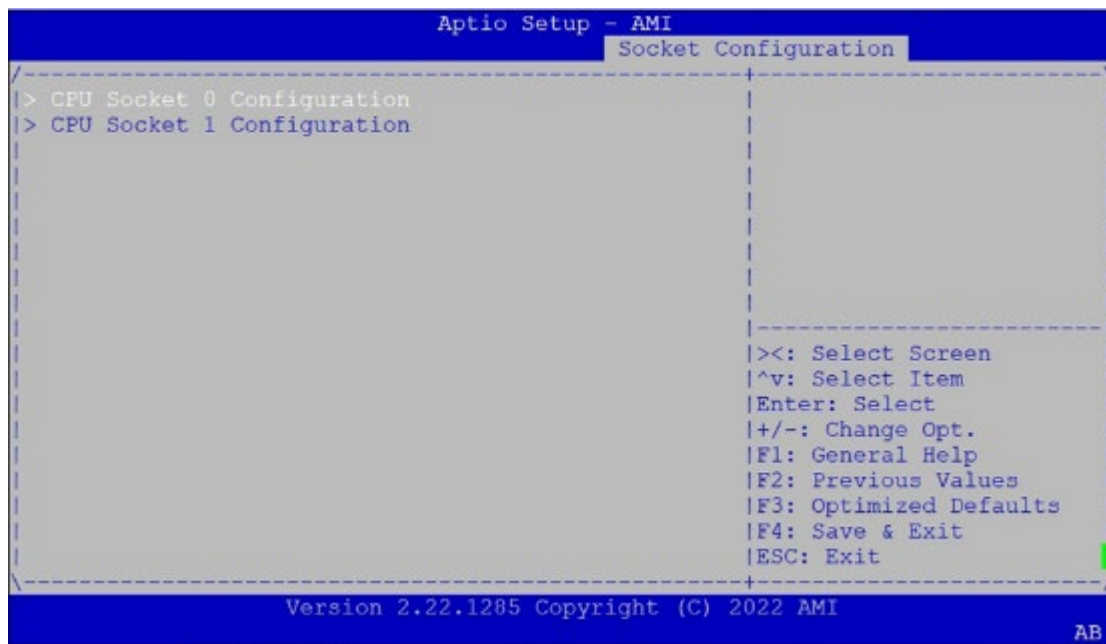 Aptio Setup - AMI
Socket Configuration
> CPU Socket 0 Configuration
> CPU Socket 1 Configuration
><: Select Screen
^v: Select Item
Enter: Select
+/-: Change Opt.
F1: General Help
F2: Previous Values
F3: Optimized Defaults
F4: Save & Exit
ESC: Exit
Version 2.22.1285 Copyright (C) 2022 AMI
AB